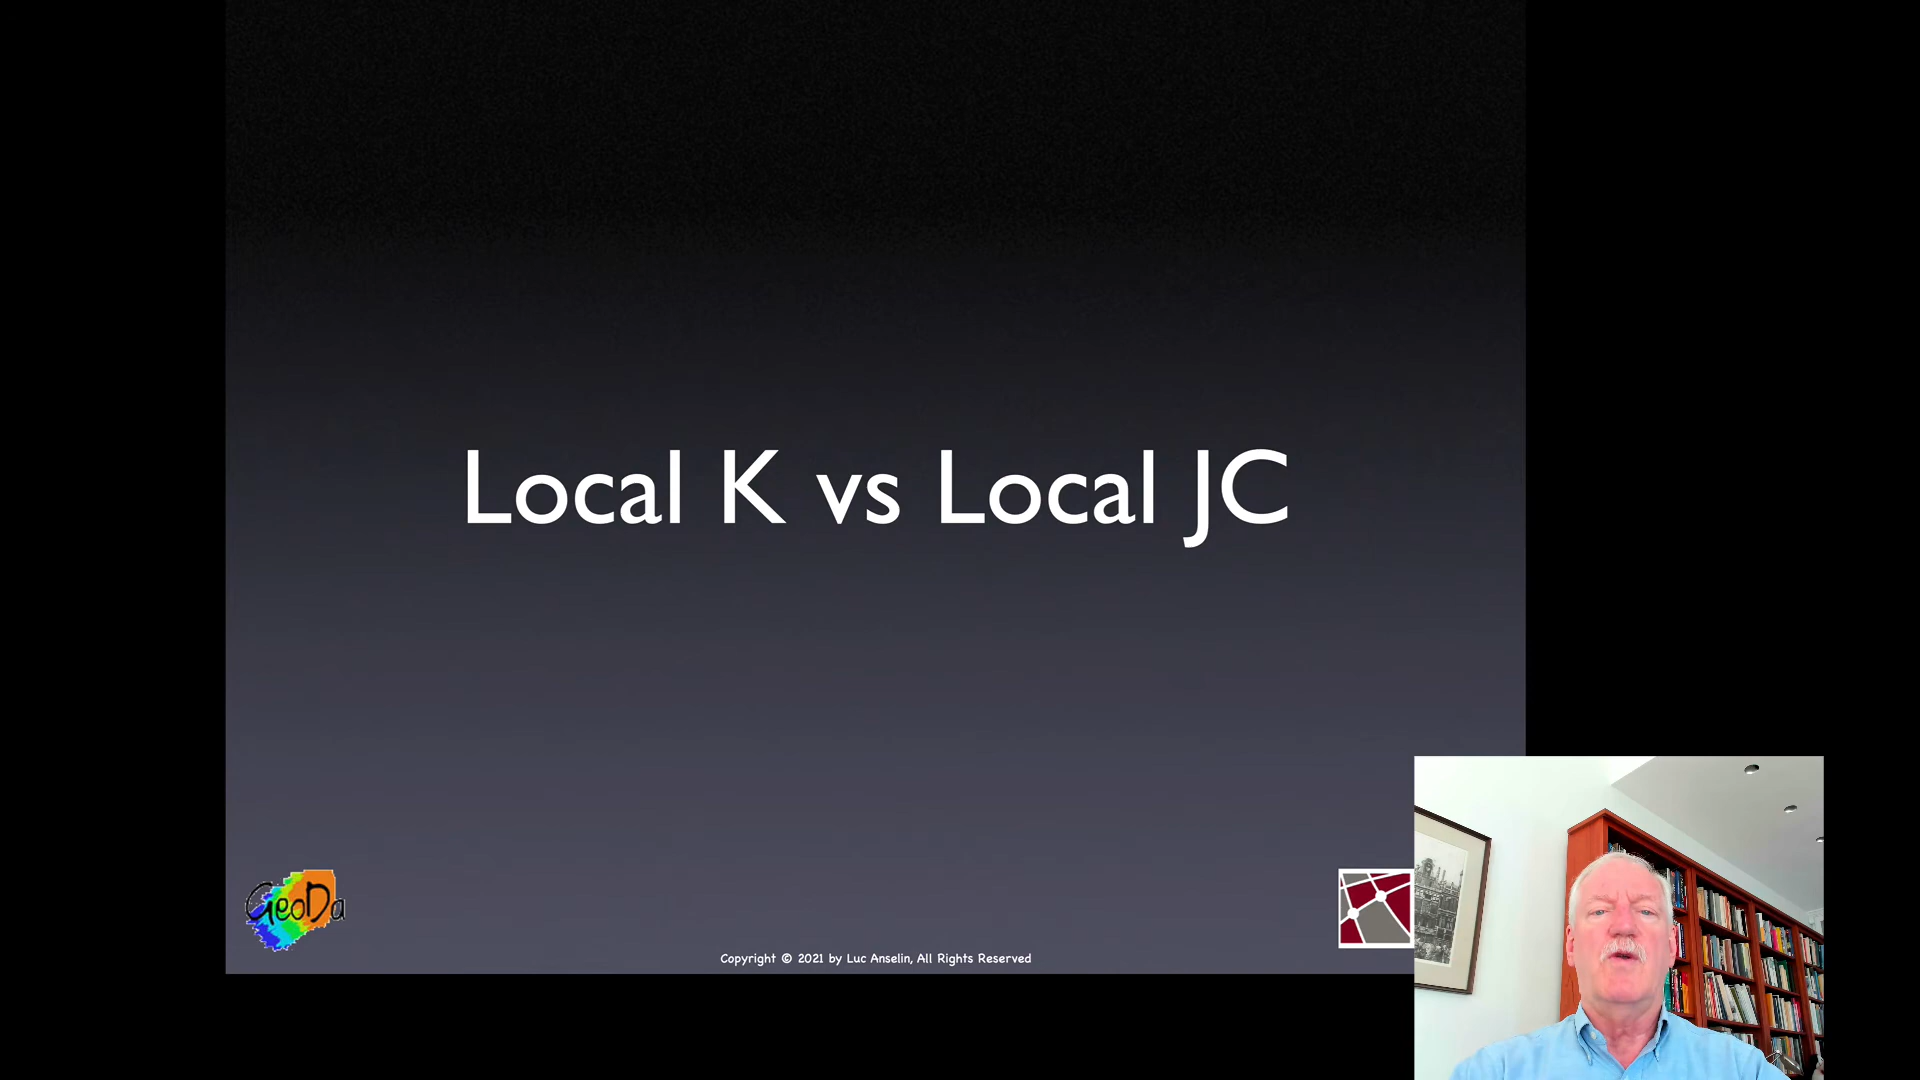 Local K vs Local JC
GeoDa
Copyright © 2021 by Luc Anselin, All Rights Reserved